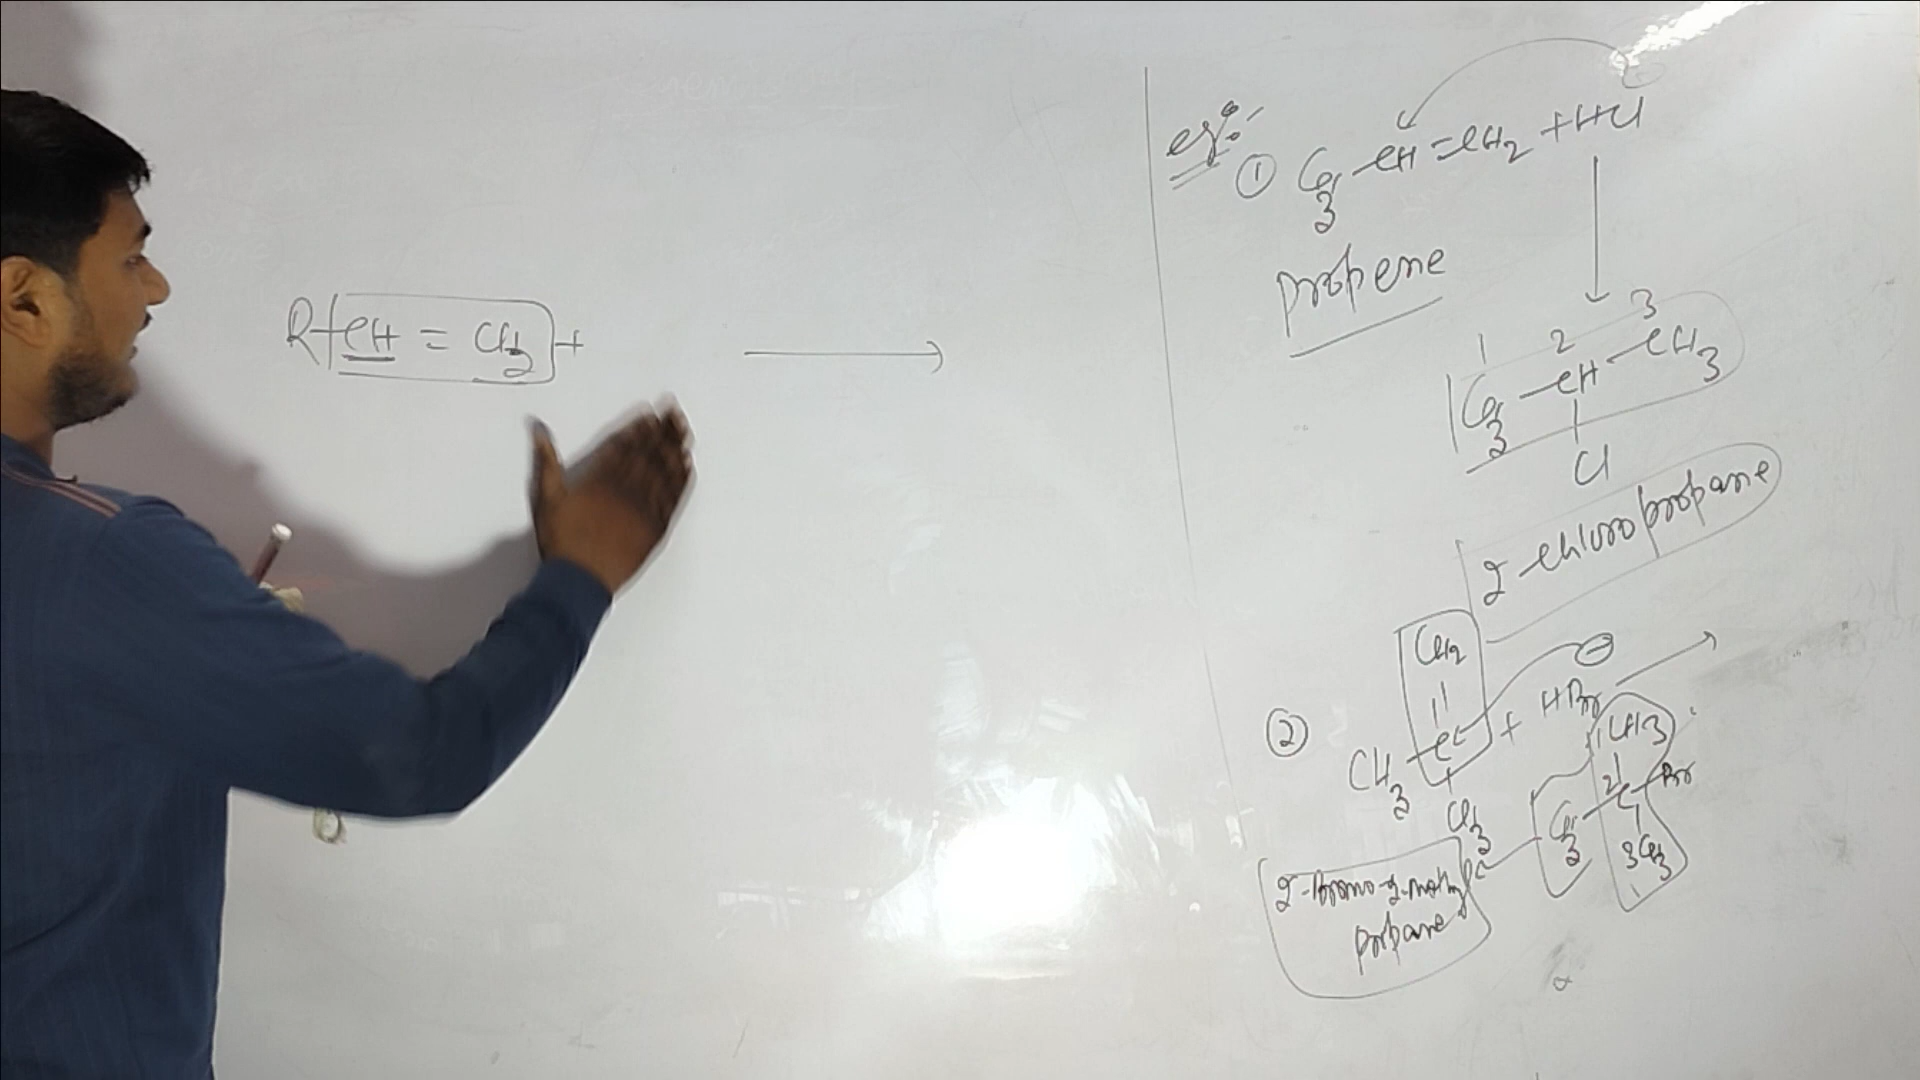 R-CH = CH2 +
eg:-
① CH3-CH=CH2 + HCl
propene
1 2 3
CH3-CH-CH3
Cl
2-chloropropane
CH2
②
CH3-C + HBr
CH3
CH3
CH3-C-Br
CH3
2-Bromo-2-methyl
propane